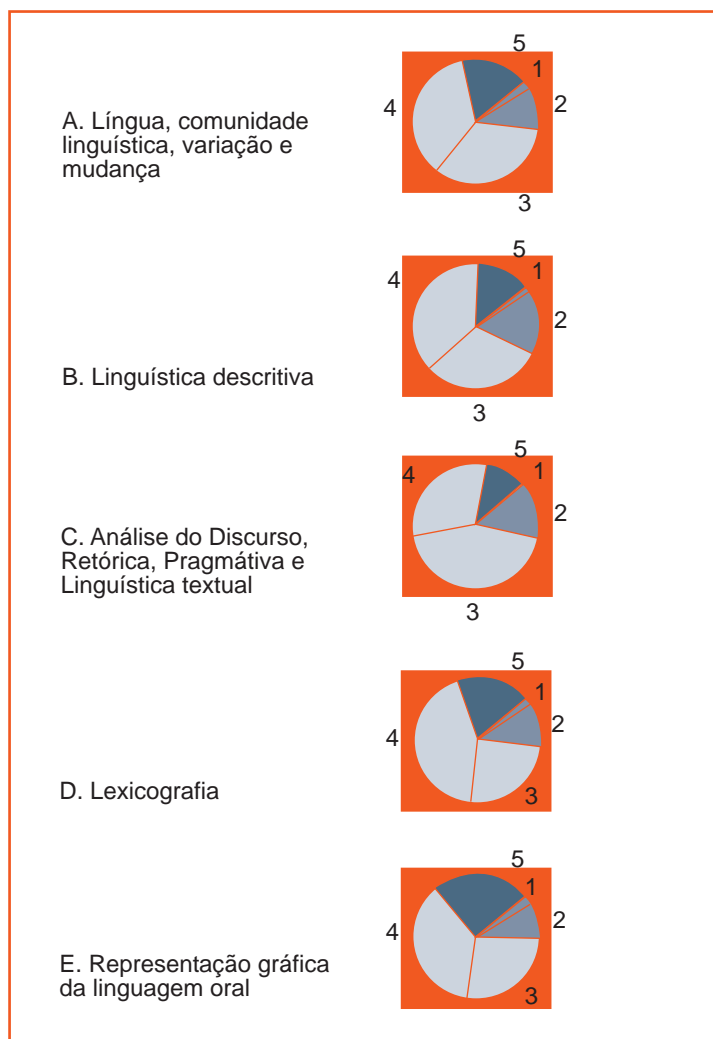 5
1
4
2
A. Língua, comunidade
linguística, variação e
mudança
3
5
1
4
2
B. Linguística descritiva
3
5
1
4
2
C. Análise do Discurso,
Retórica, Pragmátiva e
Linguística textual
3
5
1
2
4
D. Lexicografia
3
5
1
2
4
E. Representação gráfica
da linguagem oral
3